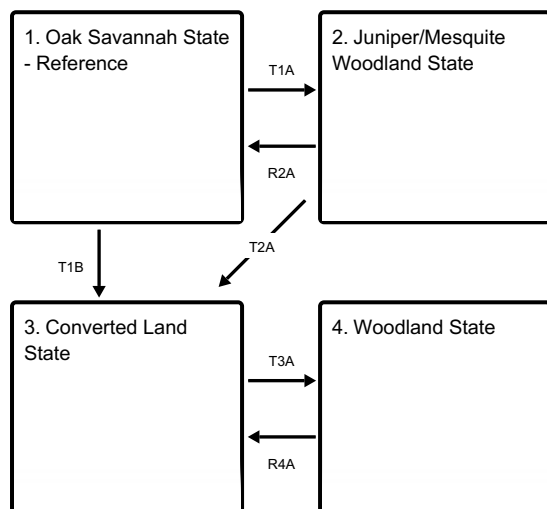 1. Oak Savannah State
- Reference
2. Juniper/Mesquite
Woodland State
T1A
R2A
T1B
T2A
3. Converted Land
State
4. Woodland State
T3A
R4A